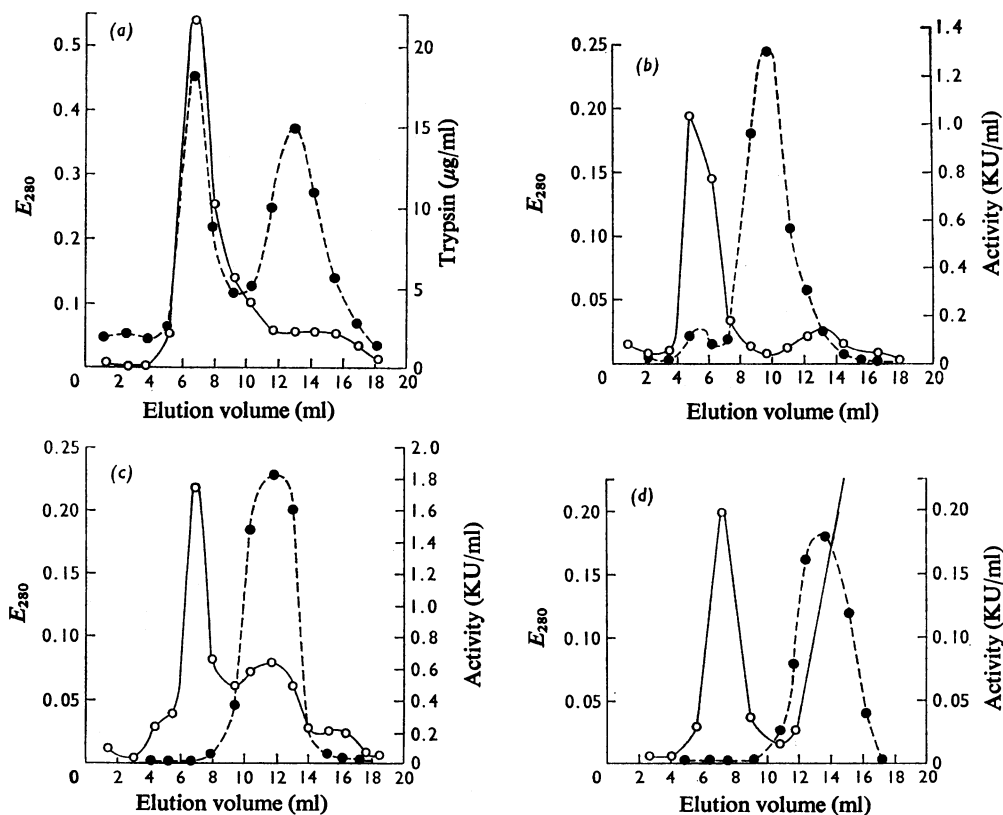 (a)
0.5
0.4
0.3
0.2
0.1
0
E280
20
15
10
5
0
Trypsin (µg/ml)
2 4 6 8 10 12 14 16 18 20
Elution volume (ml)
(b)
0.25
0.20
0.15
0.10
0.05
0
E280
1.4
1.2
1.0
0.8
0.6
0.4
0.2
0
Activity (KU/ml)
2 4 6 8 10 12 14 16 18 20
Elution volume (ml)
(c)
0.25
0.20
0.15
0.10
0.05
0
E280
2.0
1.8
1.6
1.4
1.2
1.0
0.8
0.6
0.4
0.2
0
Activity (KU/ml)
2 4 6 8 10 12 14 16 18 20
Elution volume (ml)
(d)
0.20
0.15
0.10
0.05
0
E280
0.20
0.15
0.10
0.05
0
Activity (KU/ml)
2 4 6 8 10 12 14 16 18 20
Elution volume (ml)